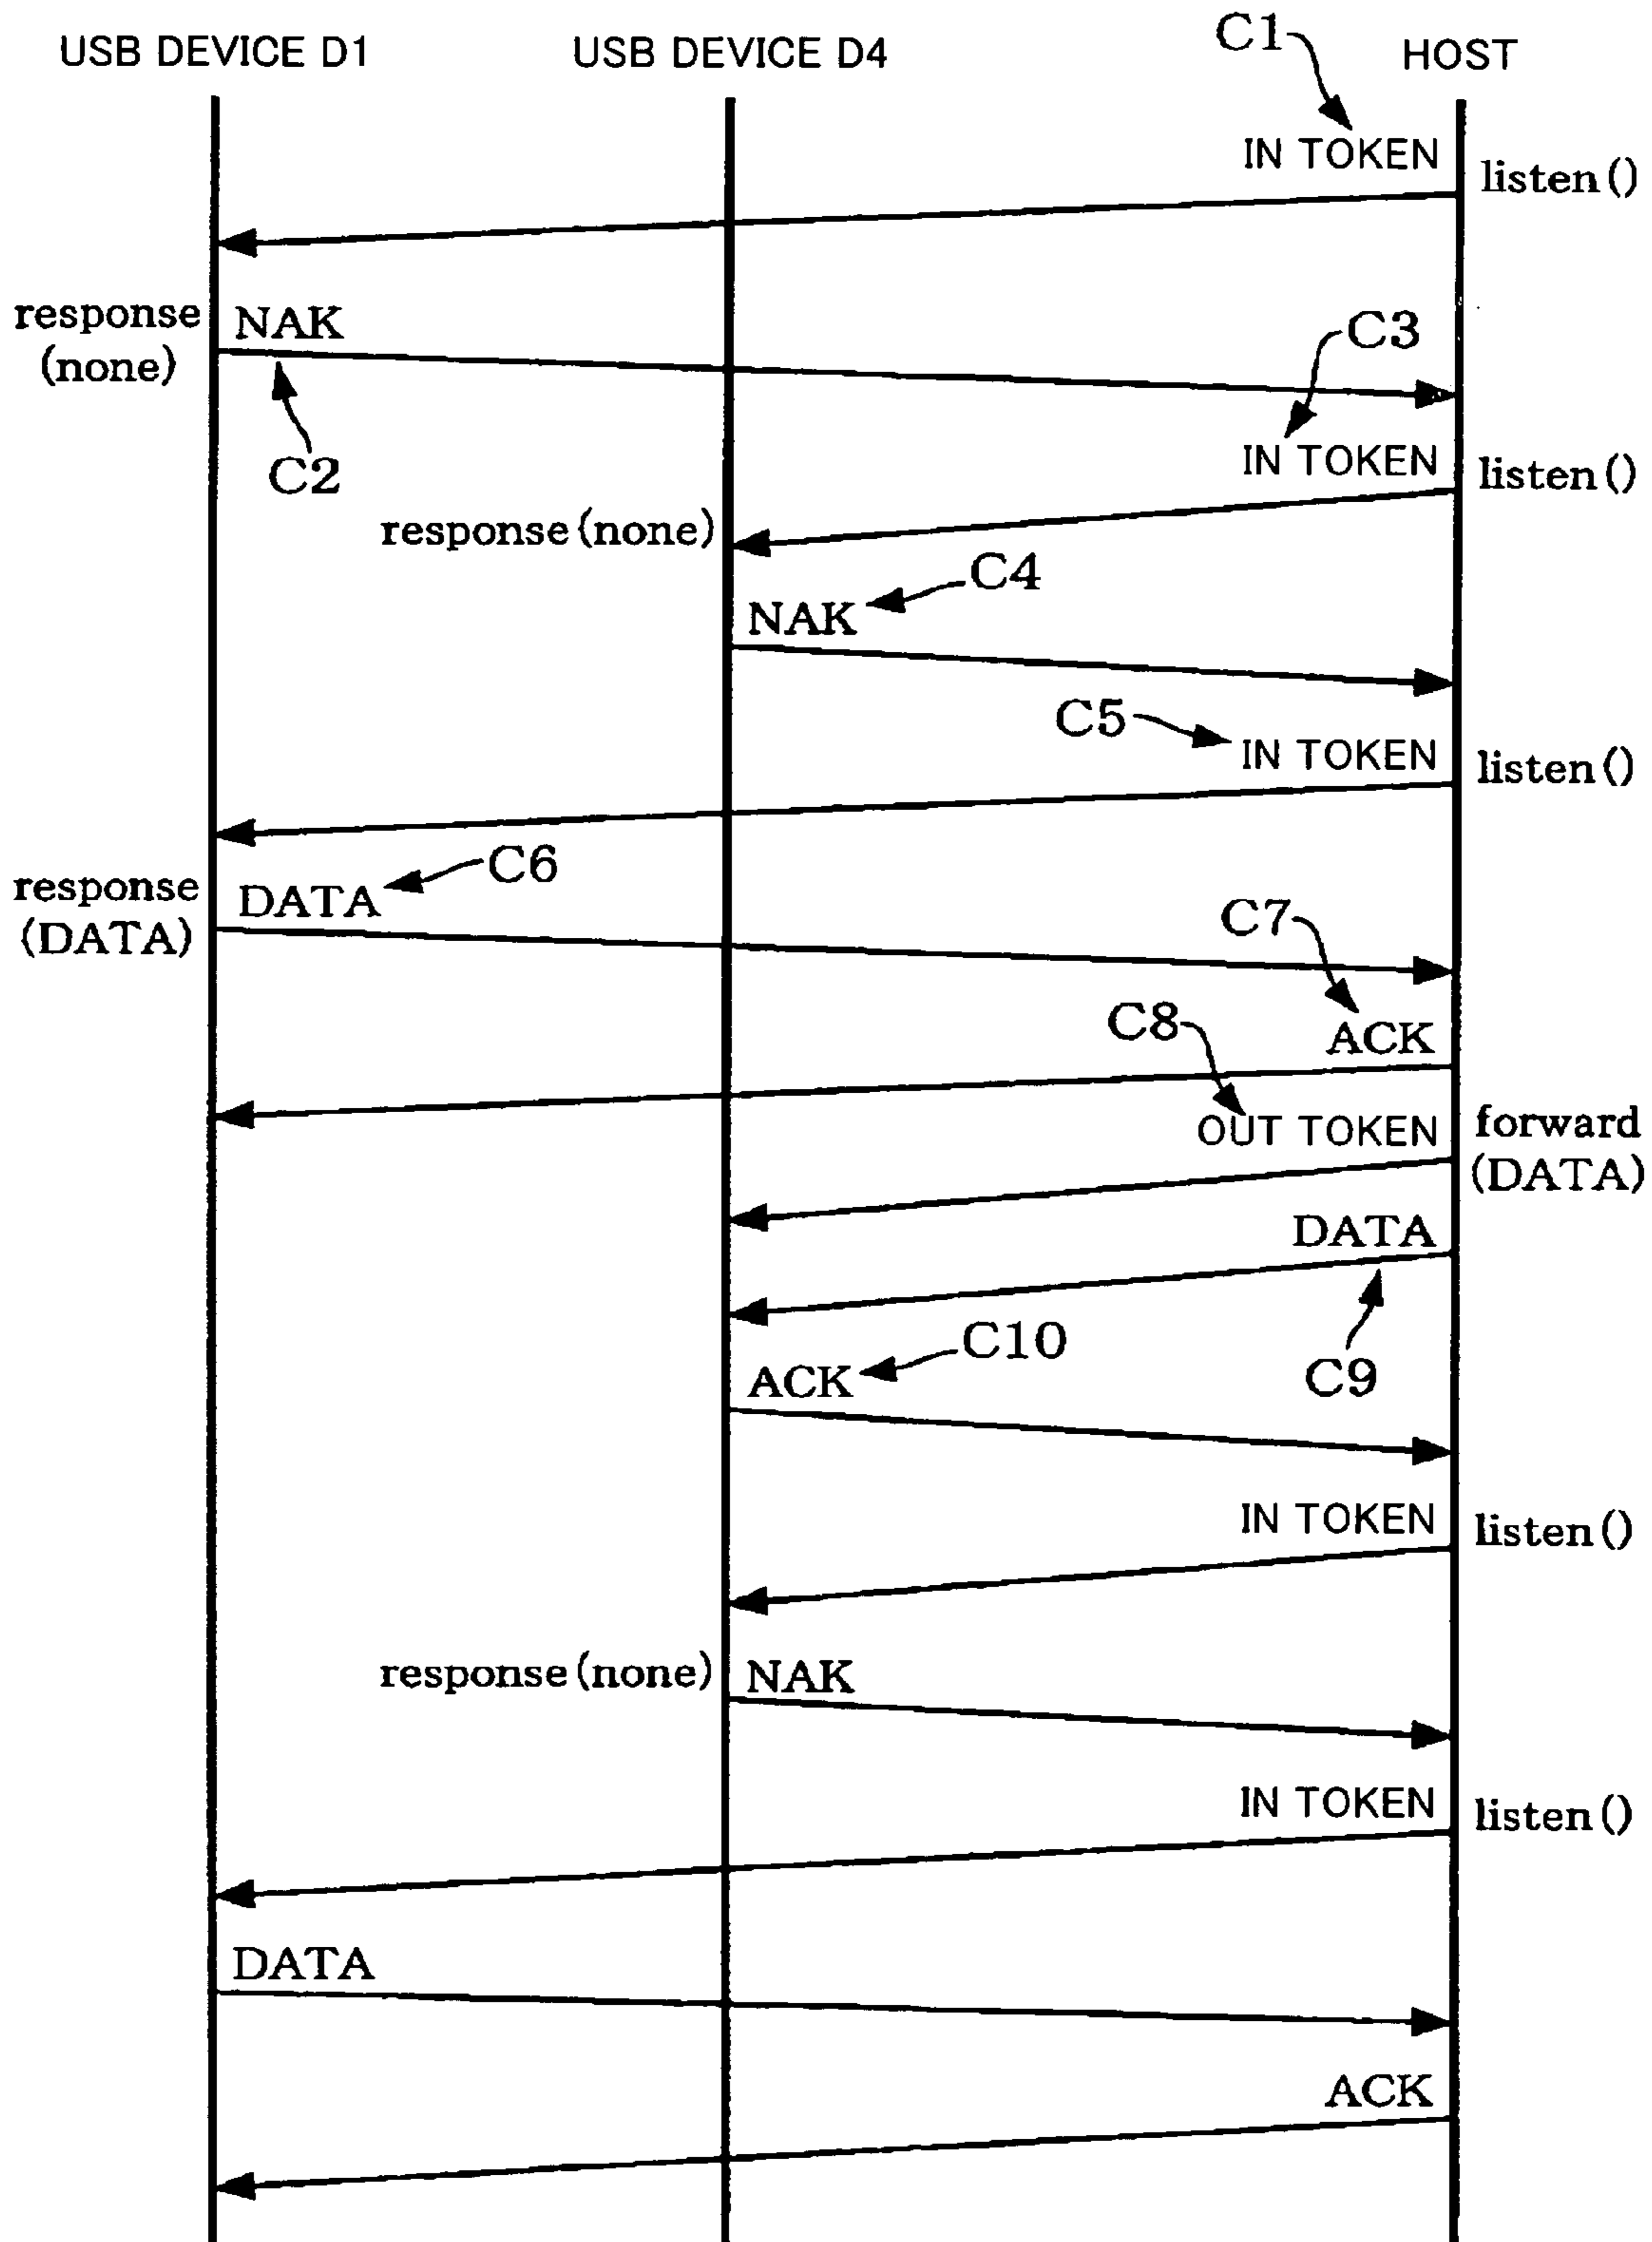 C1
USB DEVICE D1
USB DEVICE D4
HOST
IN TOKEN
listen()
response
(none)
NAK
C3
C2
IN TOKEN
listen()
response(none)
C4
NAK
C5
IN TOKEN
listen()
C6
response
(DATA)
DATA
C7
C8
ACK
OUT TOKEN
forward
(DATA)
DATA
C10
ACK
C9
IN TOKEN
listen()
response(none)
NAK
IN TOKEN
listen()
DATA
ACK